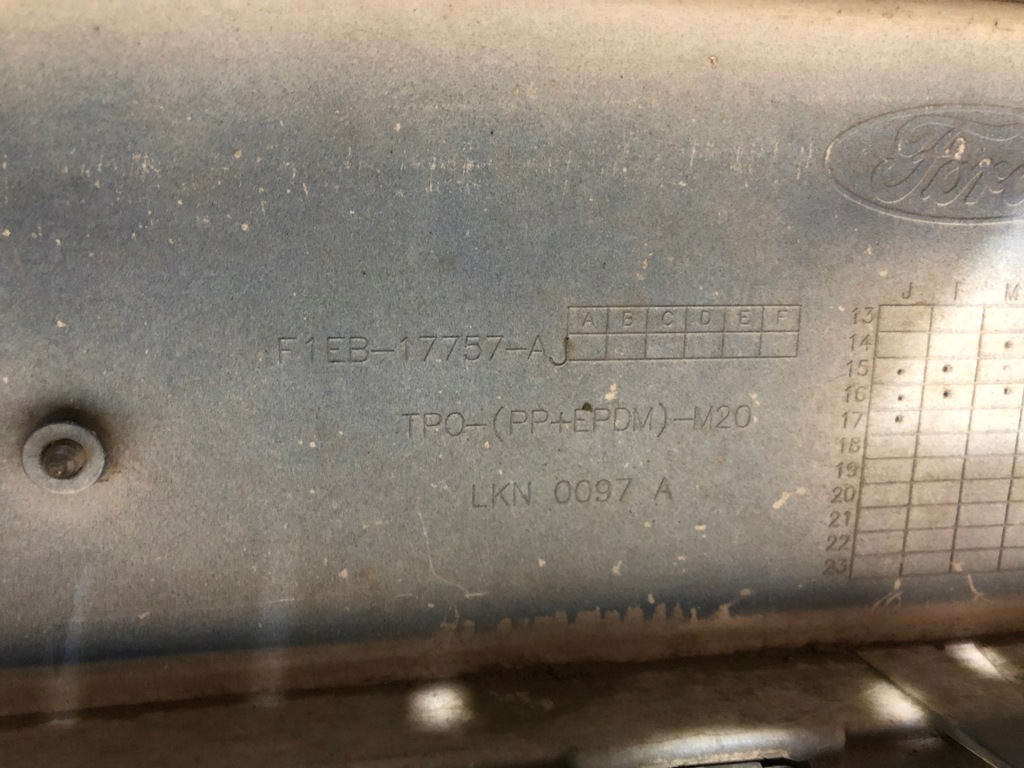 Ford
J F M
A B C D E F
F1EB-17757-AJ
13
14
15
16
17
18
19
20
21
22
23
TPO-(PP+EPDM)-M20
LKN 0097 A